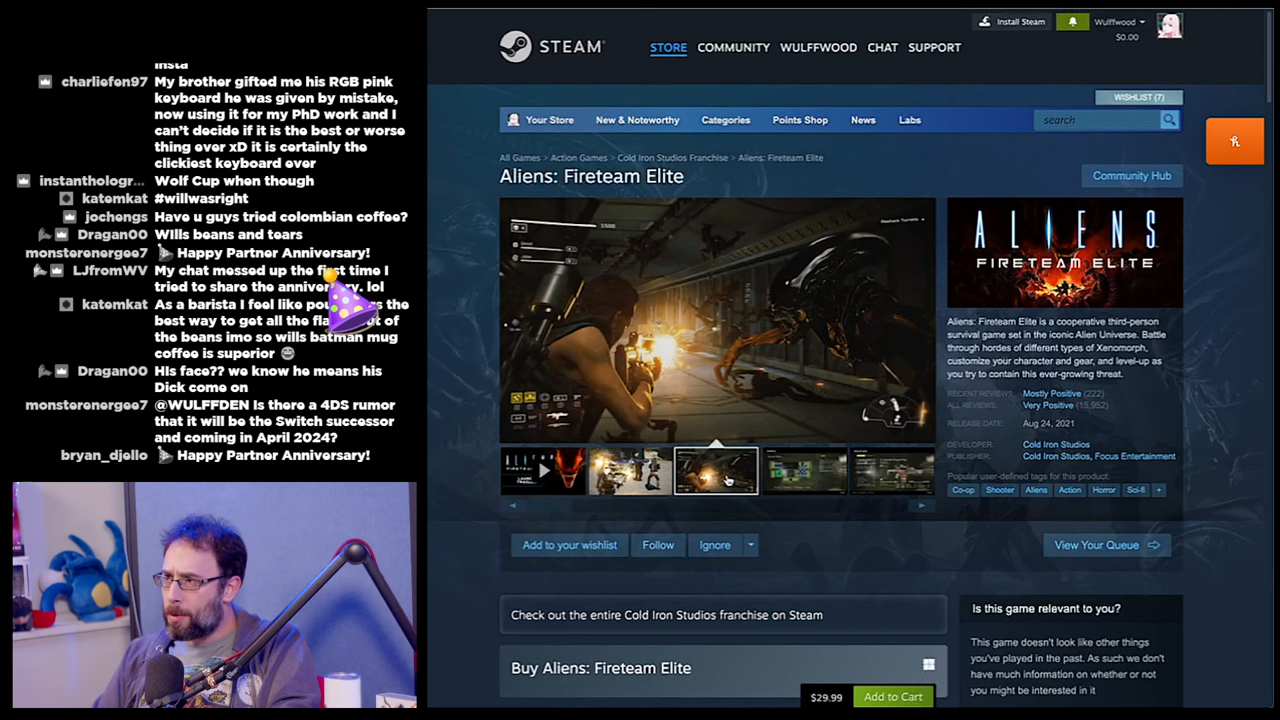 insta
charliefen97 My brother gifted me his RGB pink
keyboard he was given by mistake,
now using it for my PhD work and I
can't decide if it is the best or worse
thing ever xD it is certainly the
clickiest keyboard ever
instanthologr... Wolf Cup when though
katemkat #willwasright
jochengs Have u guys tried colombian coffee?
Dragan00 WIlls beans and tears
monsterenergee7 Happy Partner Anniversary!
LJfromWV My chat messed up the first time I
tried to share the anniversary. lol
katemkat As a barista I feel like the
best way to get all the of
the beans imo so wills batman mug
coffee is superior
Dragan00 HIs face?? we know he means his
Dick come on
monsterenergee7 @WULFFDEN Is there a 4DS rumor
that it will be the Switch successor
and coming in April 2024?
bryan_djello Happy Partner Anniversary!
Install Steam
Wulffwood
$0.00
STEAM
STORE COMMUNITY WULFFWOOD CHAT SUPPORT
WISHLIST (7)
Your Store New & Noteworthy Categories Points Shop News Labs
search
All Games > Action Games > Cold Iron Studios Franchise > Aliens: Fireteam Elite
Aliens: Fireteam Elite
Community Hub
ALIENS
FIRETEAM ELITE
Aliens: Fireteam Elite is a cooperative third-person
survival game set in the iconic Alien Universe. Battle
through hordes of different types of Xenomorph,
customize your character and gear, and level-up as
you try to contain this ever-growing threat.
RECENT REVIEWS: Mostly Positive (222)
ALL REVIEWS: Very Positive (15,952)
RELEASE DATE: Aug 24, 2021
DEVELOPER: Cold Iron Studios
PUBLISHER: Cold Iron Studios, Focus Entertainment
Popular user-defined tags for this product:
Co-op Shooter Aliens Action Horror Sci-fi +
Add to your wishlist Follow Ignore
View Your Queue
Check out the entire Cold Iron Studios franchise on Steam
Is this game relevant to you?
This game doesn't look like other things
you've played in the past. As such we don't
have much information on whether or not
you might be interested in it
Buy Aliens: Fireteam Elite
$29.99 Add to Cart